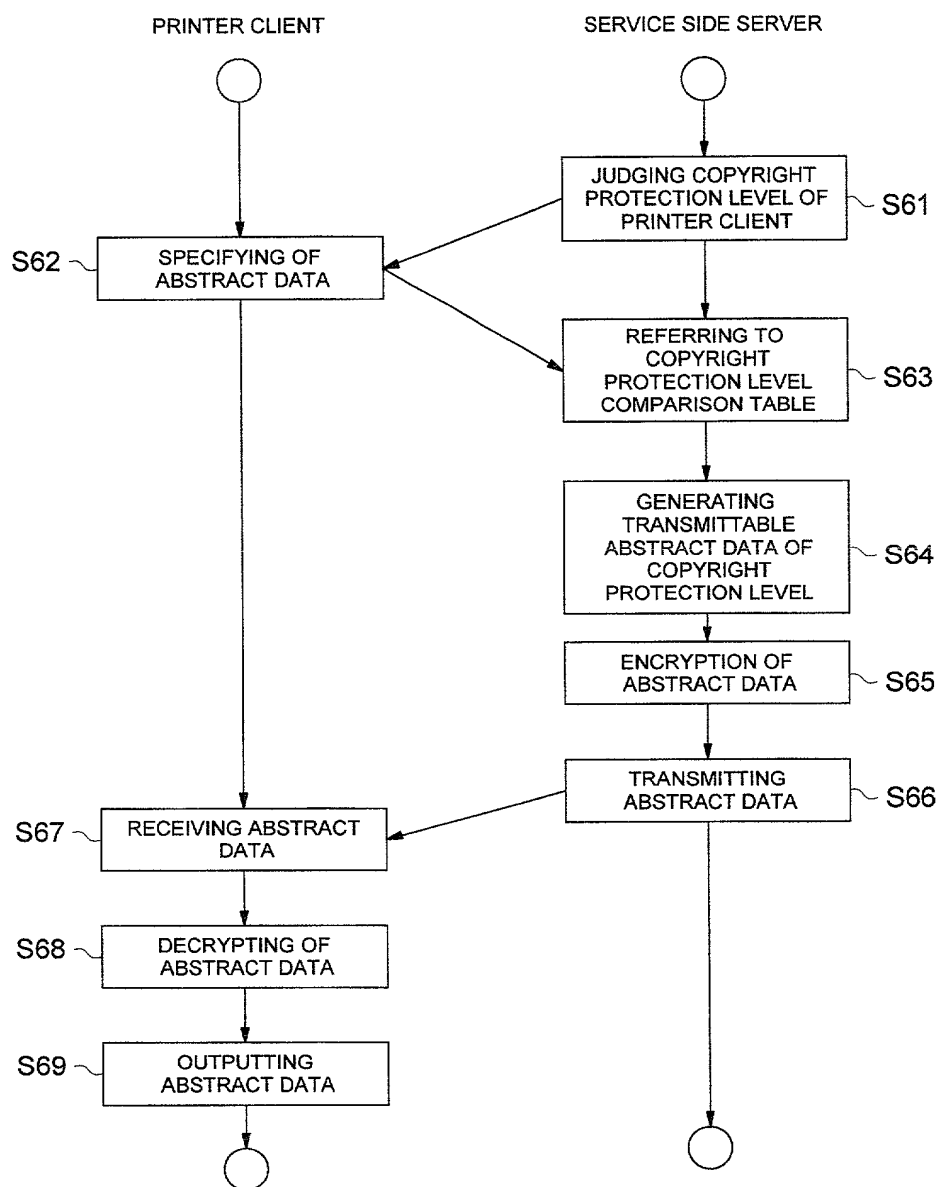 PRINTER CLIENT
SERVICE SIDE SERVER
JUDGING COPYRIGHT
PROTECTION LEVEL OF
PRINTER CLIENT
S61
S62
SPECIFYING OF
ABSTRACT DATA
REFERRING TO
COPYRIGHT
PROTECTION LEVEL
COMPARISON TABLE
S63
GENERATING
TRANSMITTABLE
ABSTRACT DATA OF
COPYRIGHT
PROTECTION LEVEL
S64
ENCRYPTION OF
ABSTRACT DATA
S65
TRANSMITTING
ABSTRACT DATA
S66
S67
RECEIVING ABSTRACT
DATA
S68
DECRYPTING OF
ABSTRACT DATA
S69
OUTPUTTING
ABSTRACT DATA